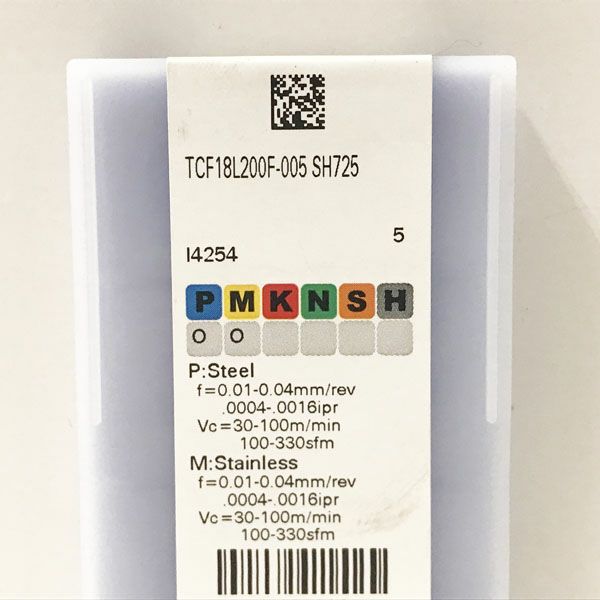 TCF18L200F-005 SH725
5
I4254
P M K N S H
O O
P:Steel
f=0.01-0.04mm/rev
.0004-.0016ipr
Vc=30-100m/min
100-330sfm
M:Stainless
f=0.01-0.04mm/rev
.0004-.0016ipr
Vc=30-100m/min
100-330sfm